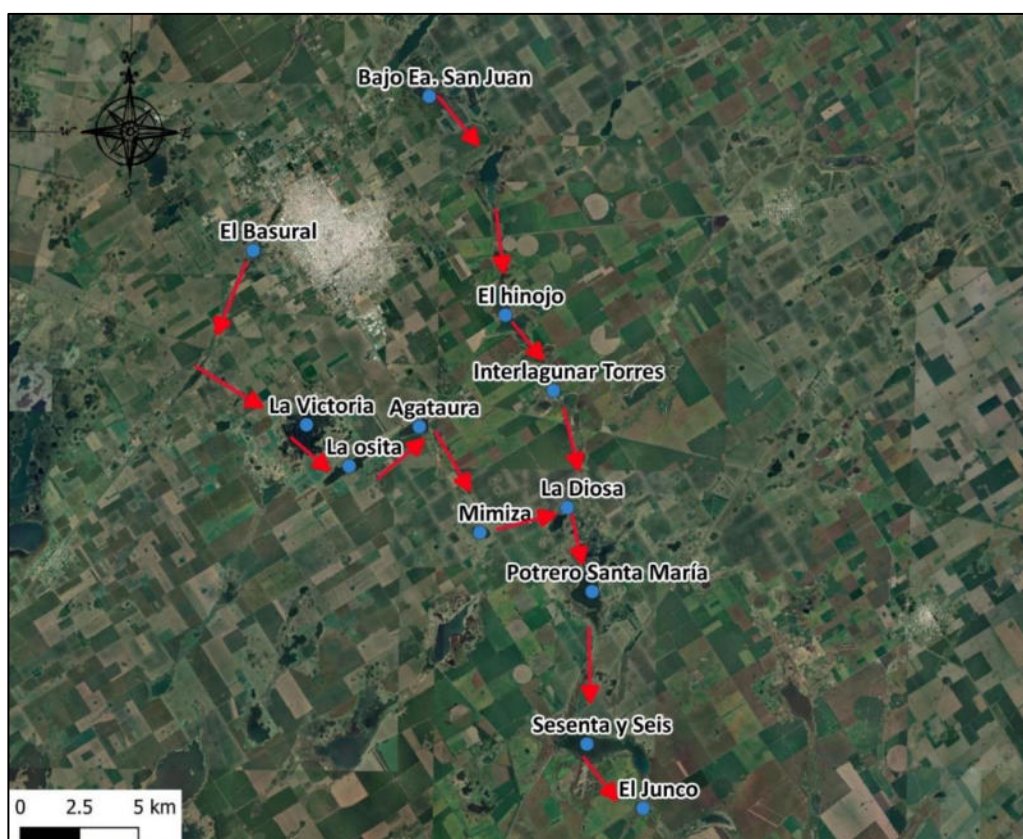 Bajo Ea. San Juan
El Basural
El hinojo
Interlagunar Torres
La Victoria
Agataura
La osita
La Diosa
Mimiza
Potrero Santa María
Sesenta y Seis
El Junco
0 2.5 5 km